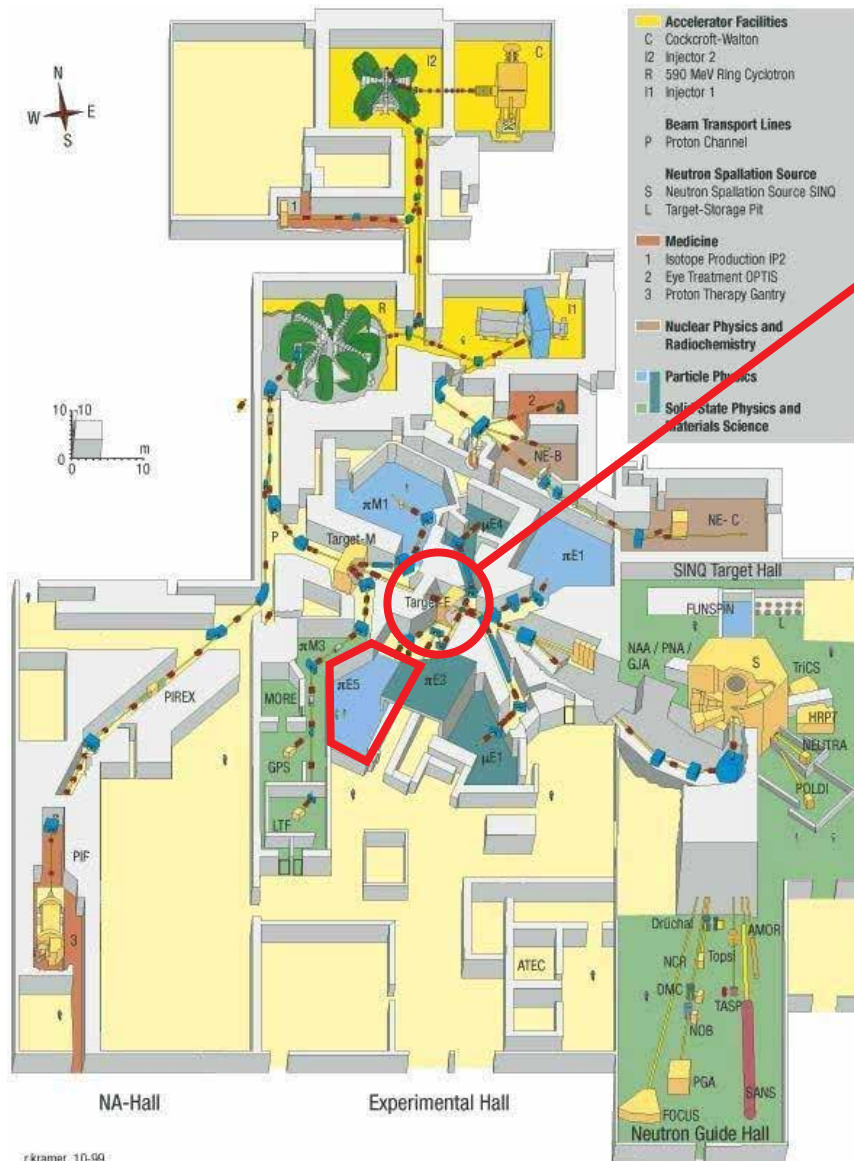 N
W E
S
I2
C
1
R
I1
2
NE-B
πM1
µE4
Target-M
P
πE1
NE- C
SINQ Target Hall
10 10
0 0 10
m
Target-E
FUNSPIN
L
πM3
NAA / PNA /
GJA
S
TriCS
πE5
πE3
MORE
PIREX
HRPT
NEUTRA
GPS
µE1
POLDI
LTF
PIF
3
ATEC
Drüchal
AMOR
NCR
Topsi
DMC
TASP
NOB
PGA
SANS
FOCUS
NA-Hall
Experimental Hall
Neutron Guide Hall
r.kramer 10-99
Accelerator Facilities
C Cockcroft-Walton
I2 Injector 2
R 590 MeV Ring Cyclotron
I1 Injector 1
Beam Transport Lines
P Proton Channel
Neutron Spallation Source
S Neutron Spallation Source SINQ
L Target-Storage Pit
Medicine
1 Isotope Production IP2
2 Eye Treatment OPTIS
3 Proton Therapy Gantry
Nuclear Physics and
Radiochemistry
Particle Physics
Solid State Physics and
Materials Science